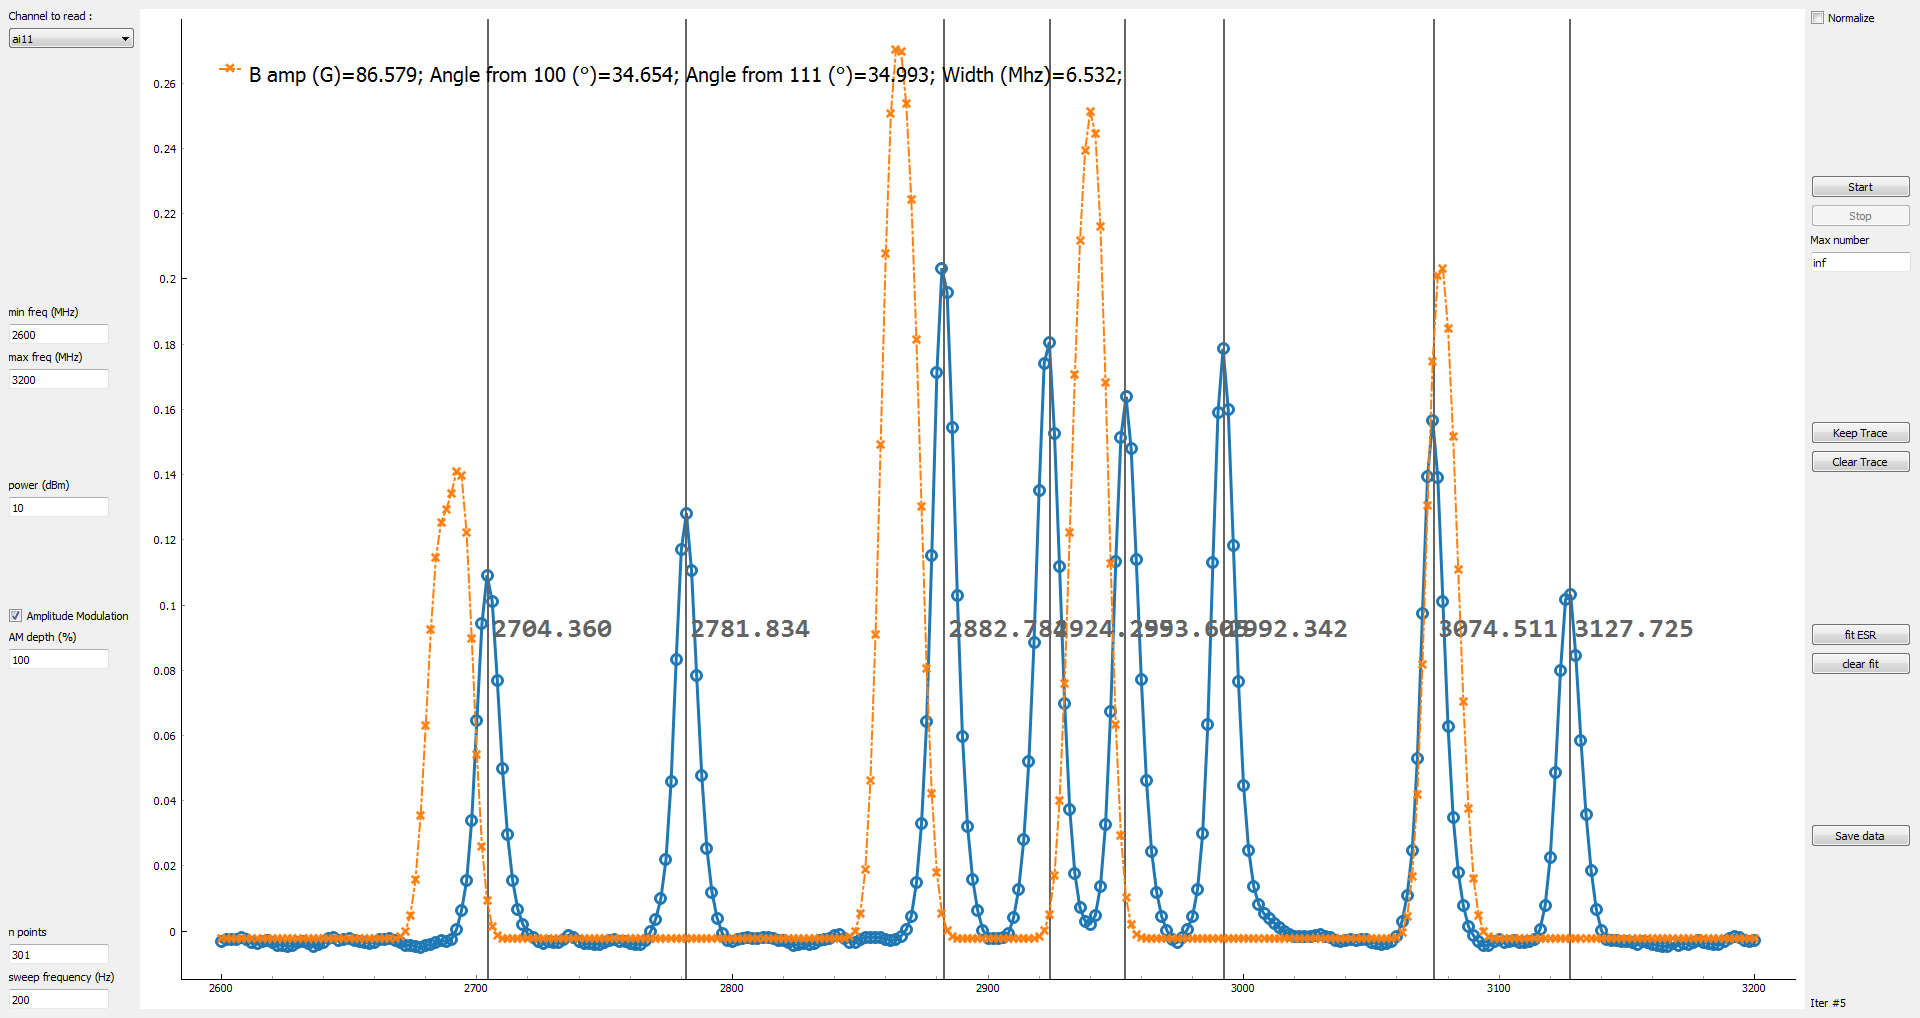 Channel to read :
ai11
min freq (MHz)
2600
max freq (MHz)
3200
power (dBm)
10
Amplitude Modulation
AM depth (%)
100
n points
301
sweep frequency (Hz)
200
B amp (G)=86.579; Angle from 100 (°)=34.654; Angle from 111 (°)=34.993; Width (Mhz)=6.532;
0.26
0.24
0.22
0.2
0.18
0.16
0.14
0.12
0.1
0.08
0.06
0.04
0.02
0
2704.360 2781.834 2992.342 3074.511 3127.725
2600 2700 2800 2900 3000 3100 3200
Normalize
Start
Stop
Max number
inf
Keep Trace
Clear Trace
fit ESR
clear fit
Save data
Iter #5